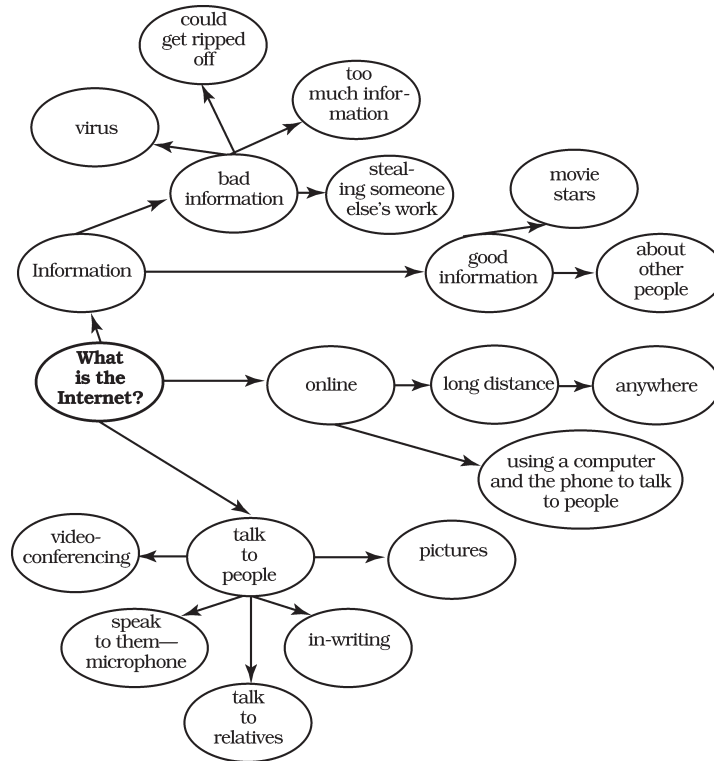 could
get ripped
off
too
much infor-
mation
virus
bad
information
steal-
ing someone
else's work
movie
stars
Information
good
information
about
other
people
What
is the
Internet?
online
long distance
anywhere
using a computer
and the phone to talk
to people
video-
conferencing
talk
to
people
pictures
speak
to them—
microphone
in-writing
talk
to
relatives